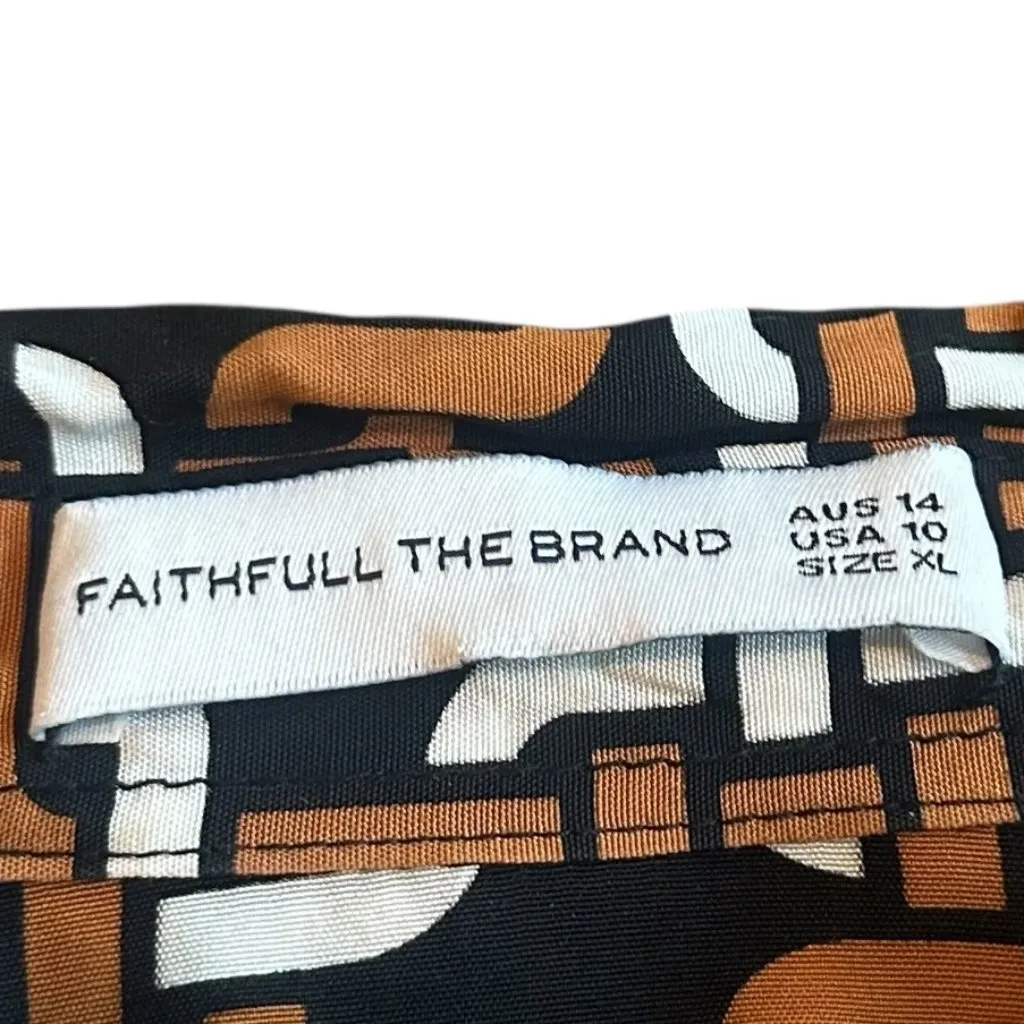 FAITHFULL THE BRAND
AUS 14
USA 10
SIZE XL